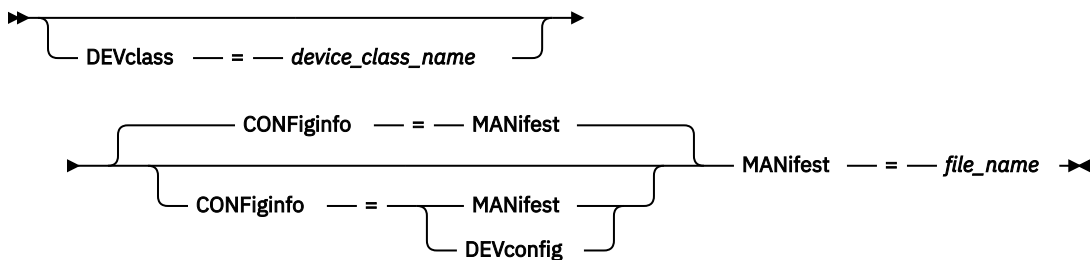 DEVclass = device_class_name
CONFiginfo = MANifest
MANifest = file_name
CONFiginfo = MANifest
DEVconfig